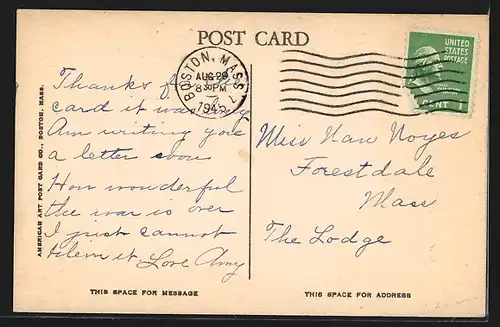 POST CARD
BOSTON, MASS.
AUG 29
8 30 PM
1945
UNITED
STATES
POSTAGE
CENT 1
Thanks
card it was
Am writing you
a letter soon
How wonderful
the war is over
I just cannot
it. Love Amy
Miss Nan Noyes
Forestdale
Mass
The Lodge
AMERICAN ART POST CARD CO., BOSTON, MASS.
THIS SPACE FOR MESSAGE
THIS SPACE FOR ADDRESS